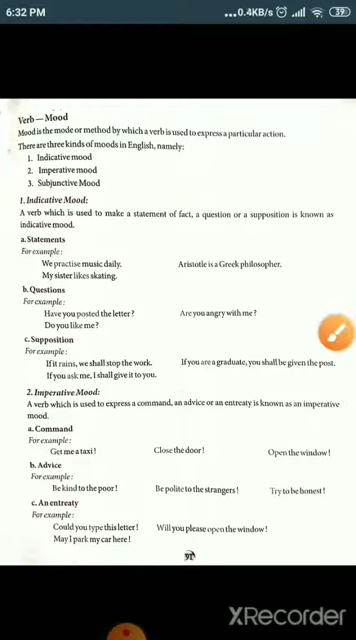 6:32 PM
...0.4KB/s
39
Verb — Mood
Mood is the mode or method by which a verb is used to express a particular action.
There are three kinds of moods in English, namely:
1. Indicative mood
2. Imperative mood
3. Subjunctive Mood
1. Indicative Mood:
A verb which is used to make a statement of fact, a question or a supposition is known as
indicative mood.
a. Statements
For example:
We practise music daily. Aristotle is a Greek philosopher.
My sister likes skating.
b. Questions
For example:
Have you posted the letter? Are you angry with me?
Do you like me?
c. Supposition
For example:
If it rains, we shall stop the work. If you are a graduate, you shall be given the post.
If you ask me, I shall give it to you.
2. Imperative Mood:
A verb which is used to express a command, an advice or an entreaty is known as an imperative
mood.
a. Command
For example:
Get me a taxi! Close the door! Open the window!
b. Advice
For example:
Be kind to the poor! Be polite to the strangers! Try to be honest!
c. An entreaty
For example:
Could you type this letter! Will you please open the window!
May I park my car here!
91
XRecorder